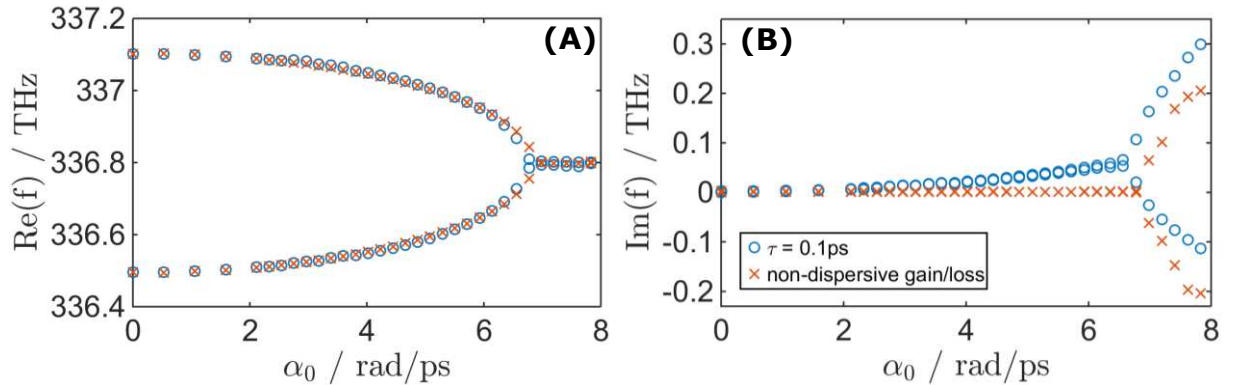 (A)
337.2
337
336.8
336.6
336.4
Re(f) / THz
0
2
4
6
8
α₀ / rad/ps
(B)
0.3
0.2
0.1
0
-0.1
-0.2
Im(f) / THz
τ = 0.1ps
non-dispersive gain/loss
0
2
4
6
8
α₀ / rad/ps